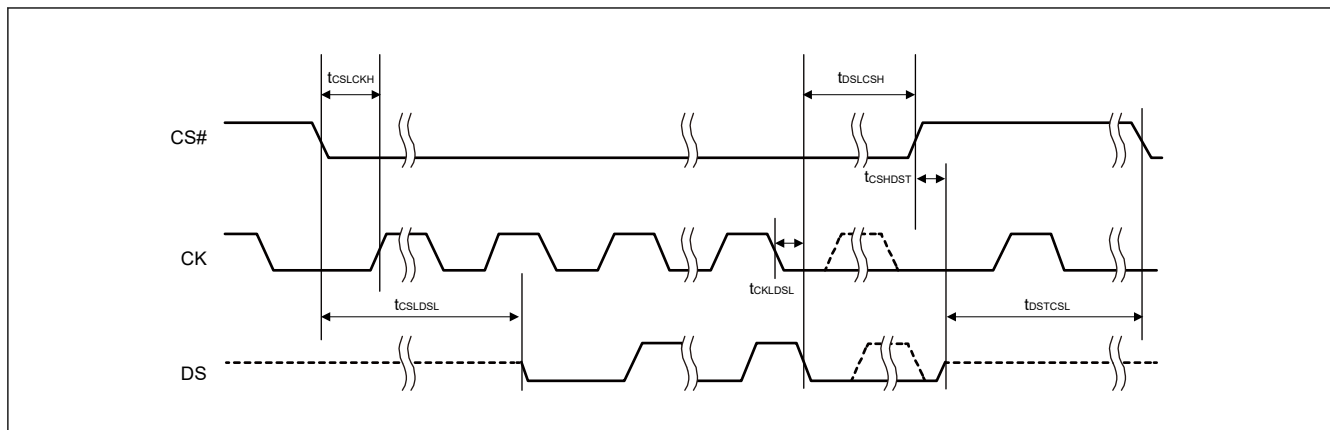 tCSLCKH
tDSLCSH
CS#
tCSHDST
CK
tCKLDSL
tCSLDSL
tDSTCSL
DS